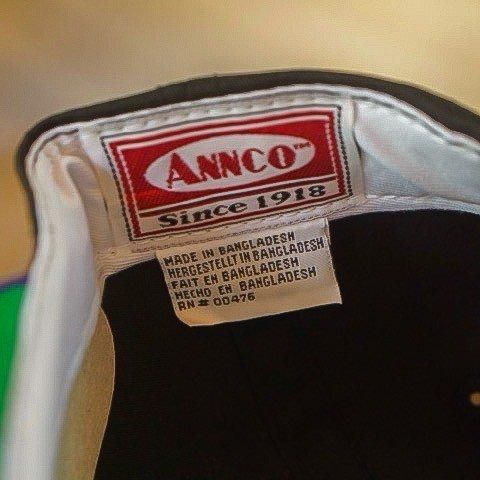 ANNCO™
Since 1918
MADE IN BANGLADESH
HERGESTELLT IN BANGLADESH
FAIT EN BANGLADESH
HECHO EN BANGLADESH
RN # 00476